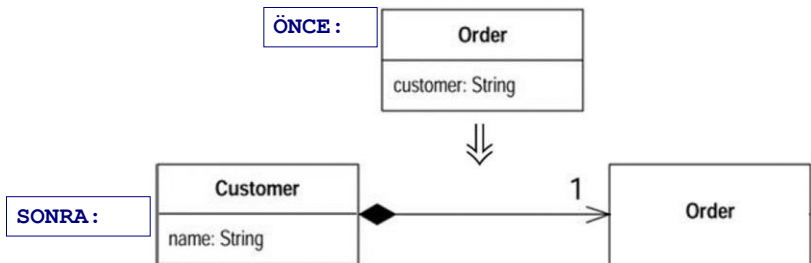 ÖNCE:
Order
customer: String
SONRA:
Customer
name: String
1
Order